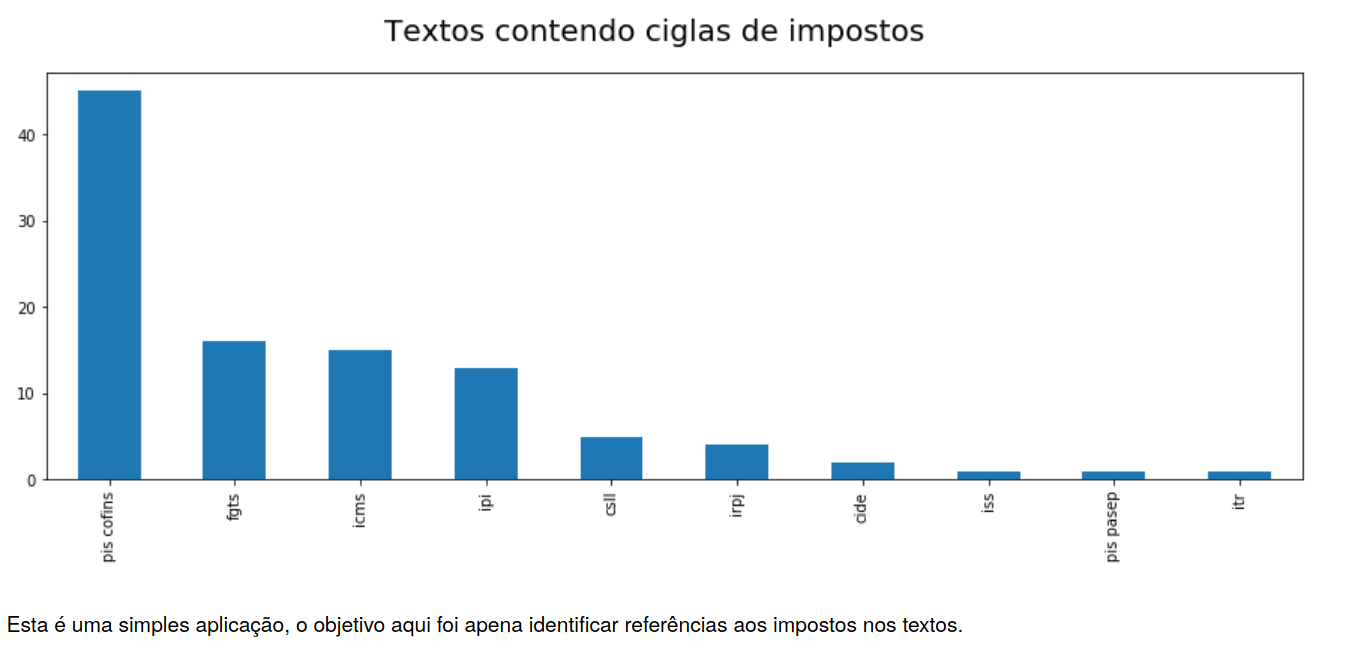 Textos contendo ciglas de impostos
40
30
20
10
0
pis cofins
fgts
icms
ipi
csll
irpj
cide
iss
pis pasep
itr
Esta é uma simples aplicação, o objetivo aqui foi apena identificar referências aos impostos nos textos.